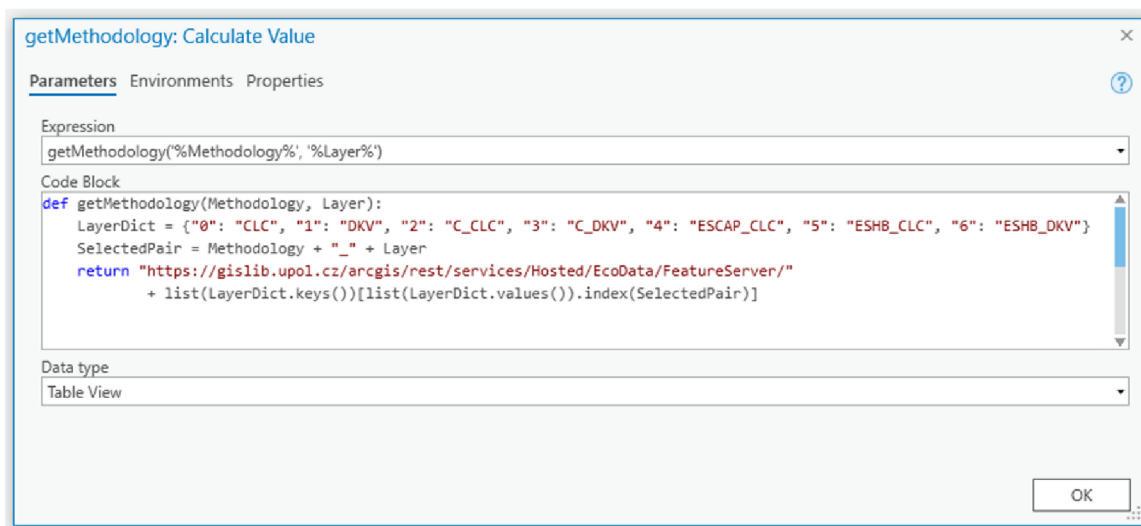 getMethodology: Calculate Value
Parameters Environments Properties
Expression
getMethodology('%Methodology%', '%Layer%')
Code Block
def getMethodology(Methodology, Layer):
    LayerDict = {"0": "CLC", "1": "DKV", "2": "C_CLC", "3": "C_DKV", "4": "ESCAP_CLC", "5": "ESHB_CLC", "6": "ESHB_DKV"}
    SelectedPair = Methodology + "_" + Layer
    return "https://gislib.upol.cz/arcgis/rest/services/Hosted/EcoData/FeatureServer/"
            + list(LayerDict.keys())[list(LayerDict.values()).index(SelectedPair)]
Data type
Table View
OK